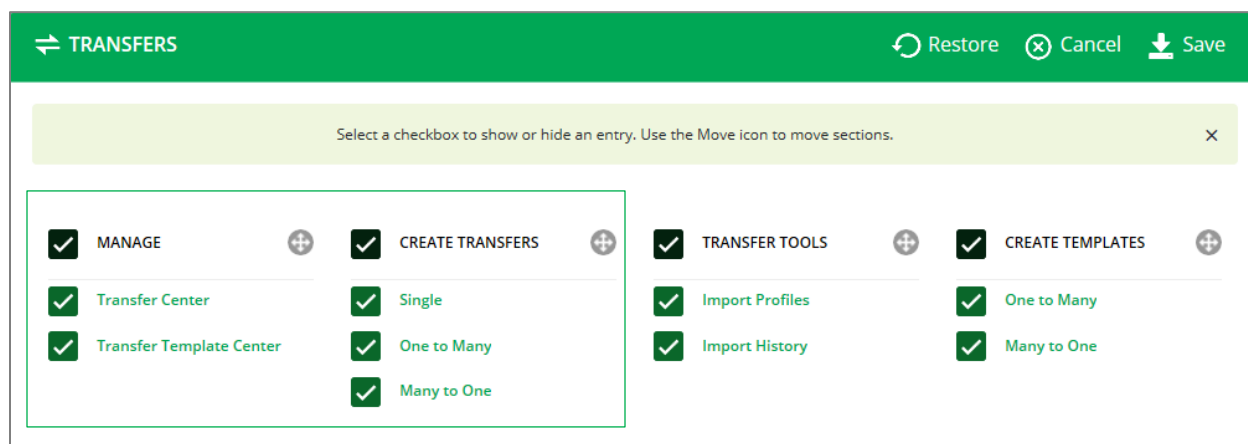 TRANSFERS
Restore
Cancel
Save
Select a checkbox to show or hide an entry. Use the Move icon to move sections.
MANAGE
Transfer Center
Transfer Template Center
CREATE TRANSFERS
Single
One to Many
Many to One
TRANSFER TOOLS
Import Profiles
Import History
CREATE TEMPLATES
One to Many
Many to One